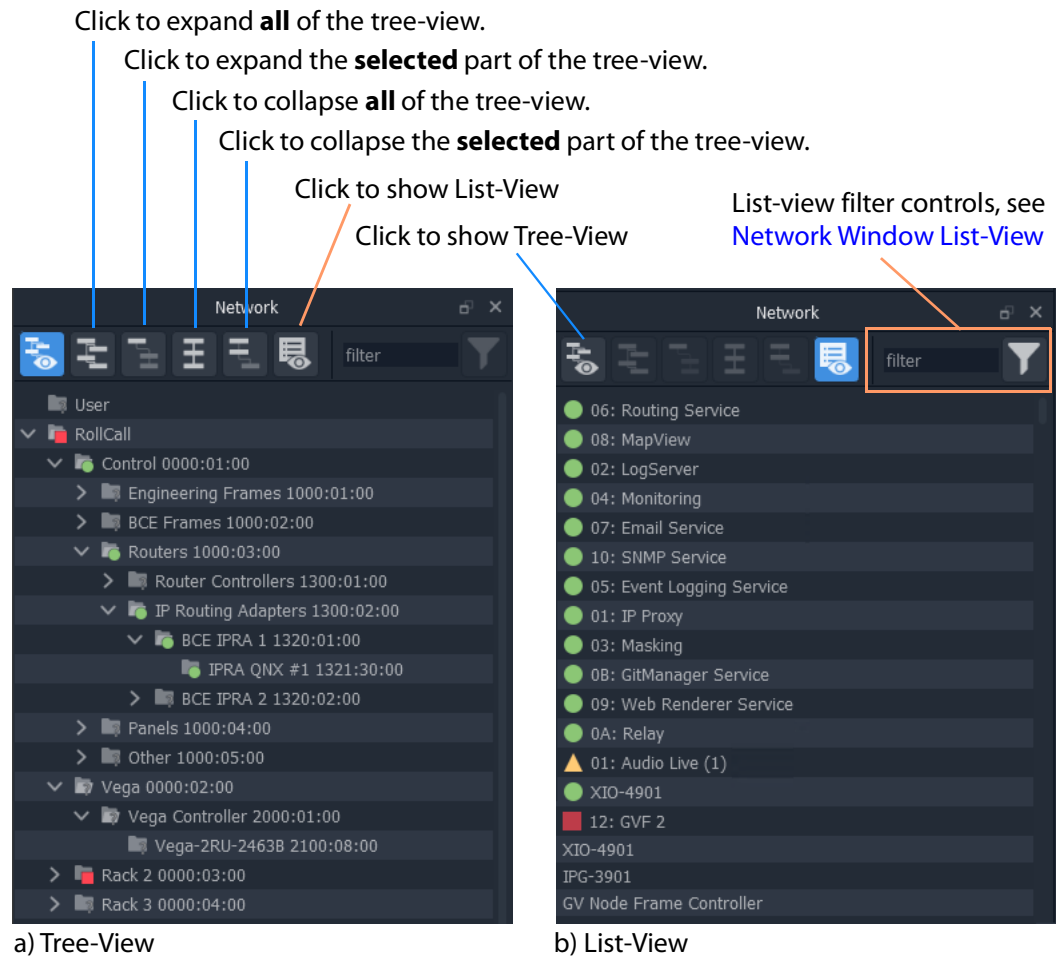 Click to expand all of the tree-view.
Click to expand the selected part of the tree-view.
Click to collapse all of the tree-view.
Click to collapse the selected part of the tree-view.
Click to show List-View
Click to show Tree-View
List-view filter controls, see
Network Window List-View
Network
filter
User
RollCall
Control 0000:01:00
Engineering Frames 1000:01:00
BCE Frames 1000:02:00
Routers 1000:03:00
Router Controllers 1300:01:00
IP Routing Adapters 1300:02:00
BCE IPRA 1 1320:01:00
IPRA QNX #1 1321:30:00
BCE IPRA 2 1320:02:00
Panels 1000:04:00
Other 1000:05:00
Vega 0000:02:00
Vega Controller 2000:01:00
Vega-2RU-2463B 2100:08:00
Rack 2 0000:03:00
Rack 3 0000:04:00
a) Tree-View
Network
filter
06: Routing Service
08: MapView
02: LogServer
04: Monitoring
07: Email Service
10: SNMP Service
05: Event Logging Service
01: IP Proxy
03: Masking
0B: GitManager Service
09: Web Renderer Service
0A: Relay
01: Audio Live (1)
XIO-4901
12: GVF 2
XIO-4901
IPG-3901
GV Node Frame Controller
b) List-View